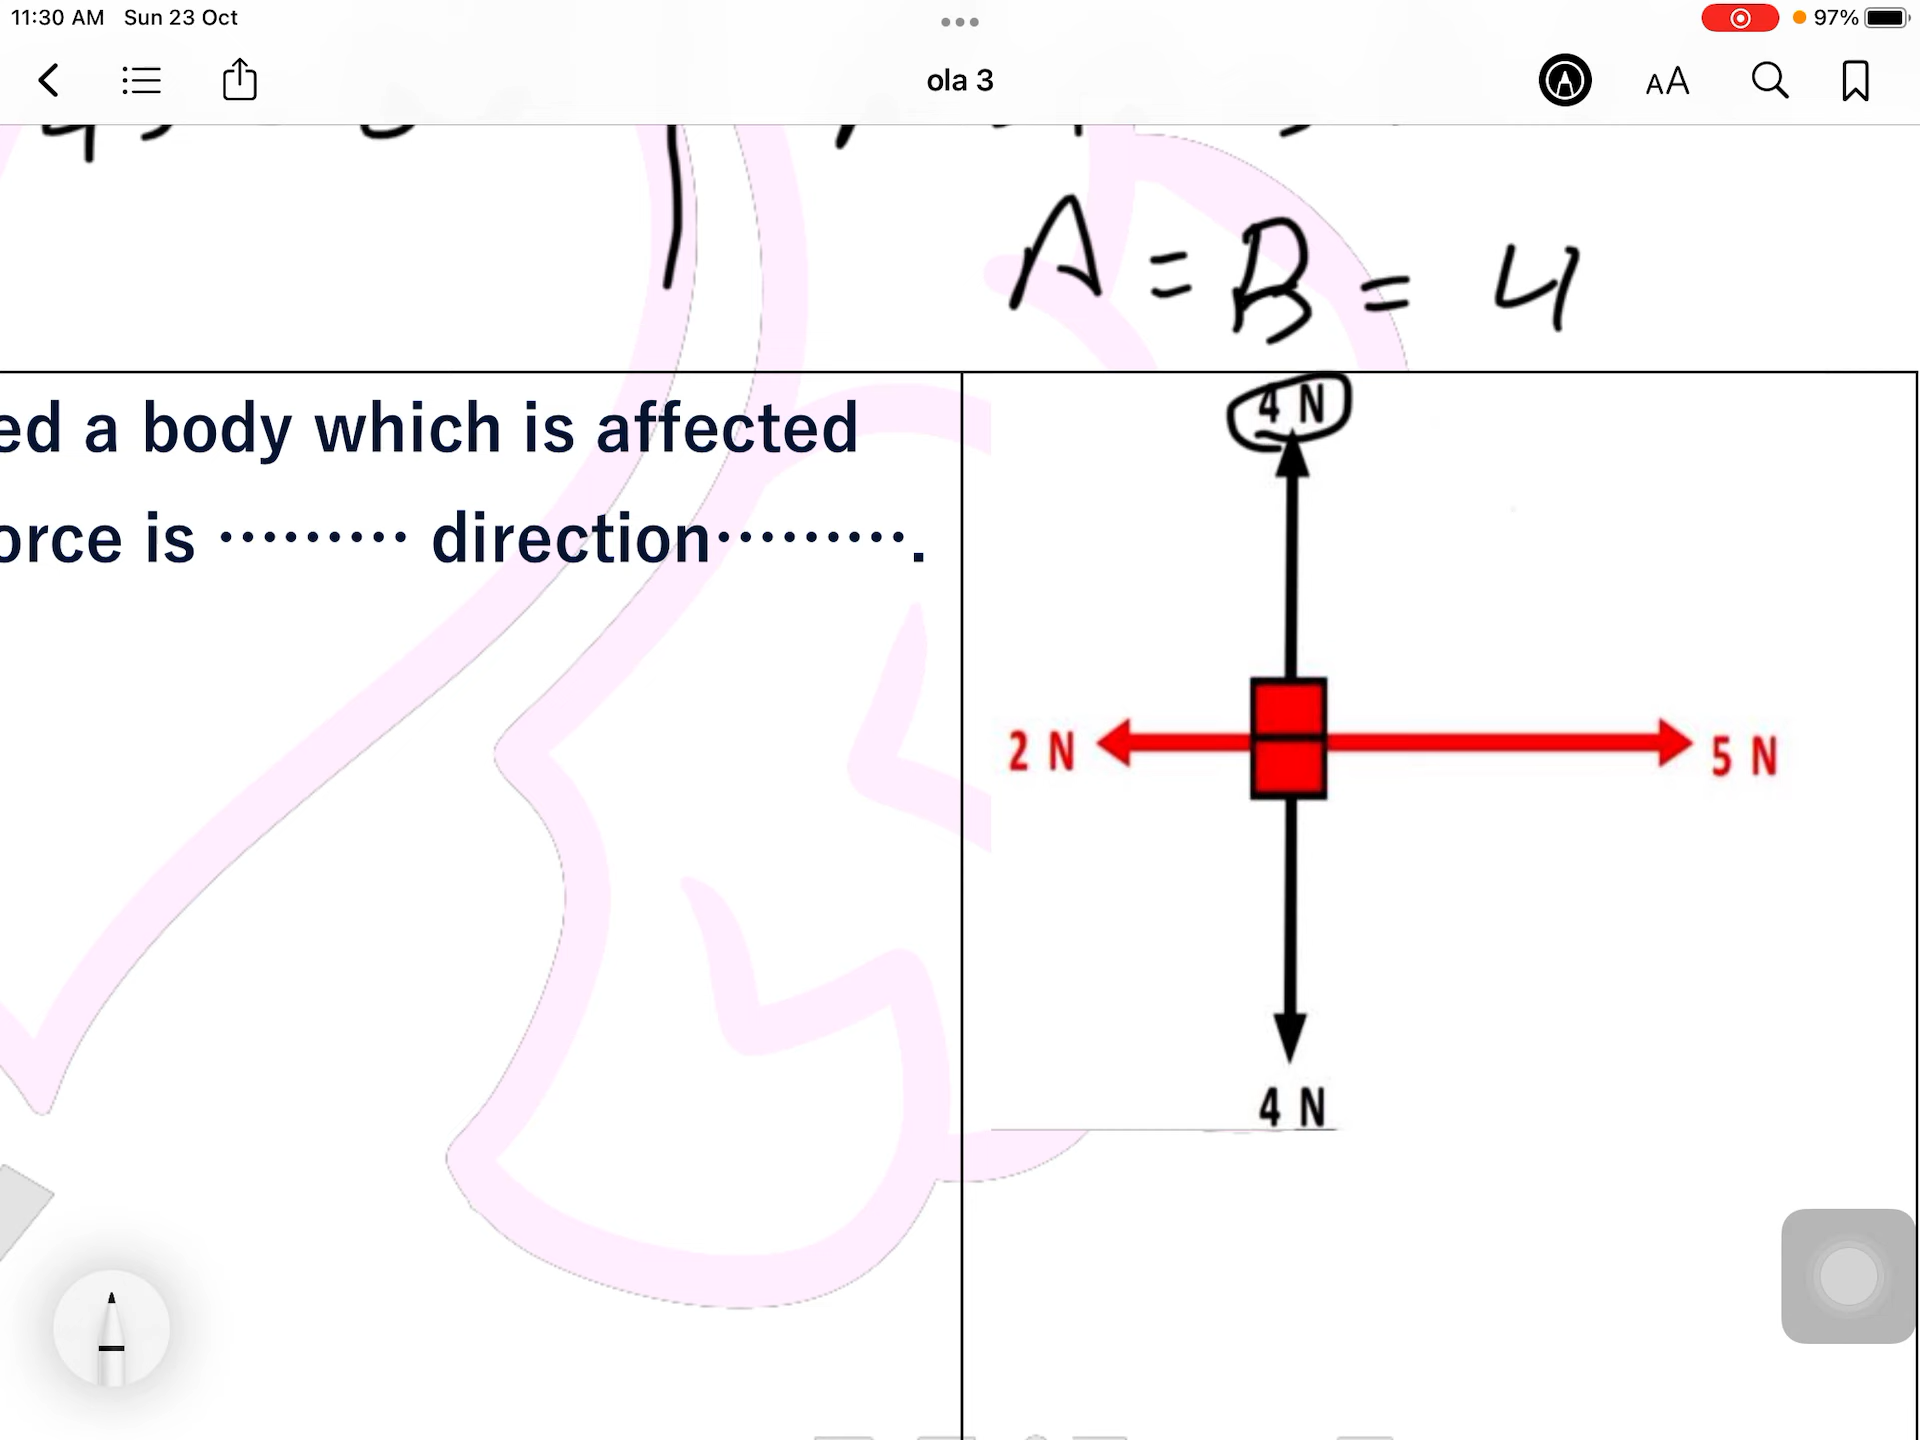 11:30 AM Sun 23 Oct
97%
ola 3
A = B = 4
ed a body which is affected
orce is ········· direction·········.
4 N
2 N
5 N
4 N